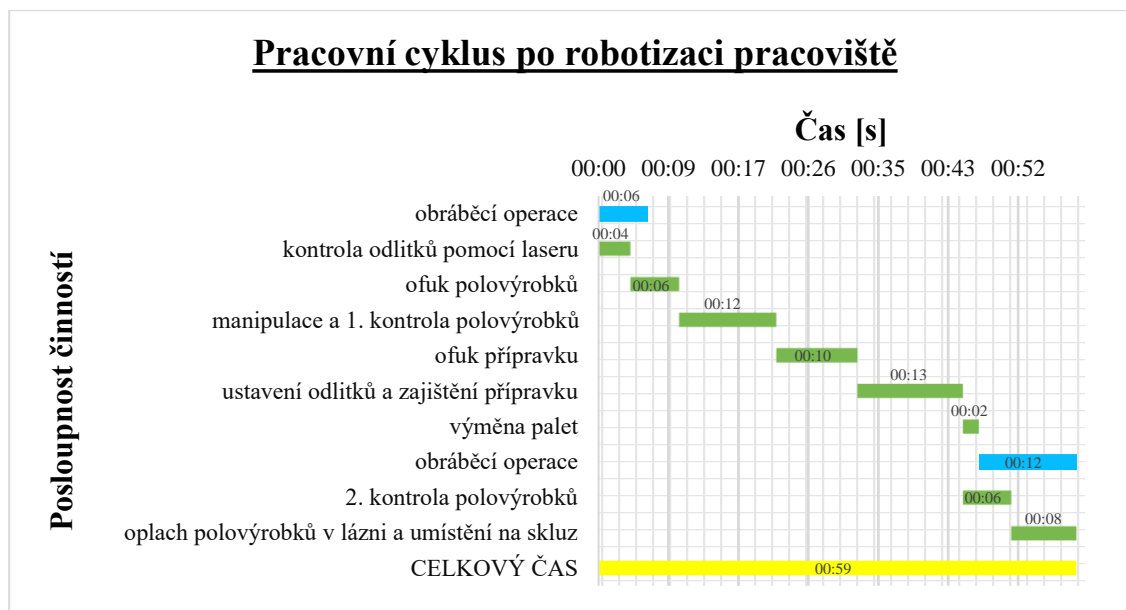 Pracovní cyklus po robotizaci pracoviště
Čas [s]
00:00 00:09 00:17 00:26 00:35 00:43 00:52
Posloupnost činností
obráběcí operace 00:06
kontrola odlitků pomocí laseru 00:04
ofuk polovýrobků 00:06
manipulace a 1. kontrola polovýrobků 00:12
ofuk přípravku 00:10
ustavení odlitků a zajištění přípravku 00:13
výměna palet 00:02
obráběcí operace 00:12
2. kontrola polovýrobků 00:06
oplach polovýrobků v lázni a umístění na skluz 00:08
CELKOVÝ ČAS 00:59